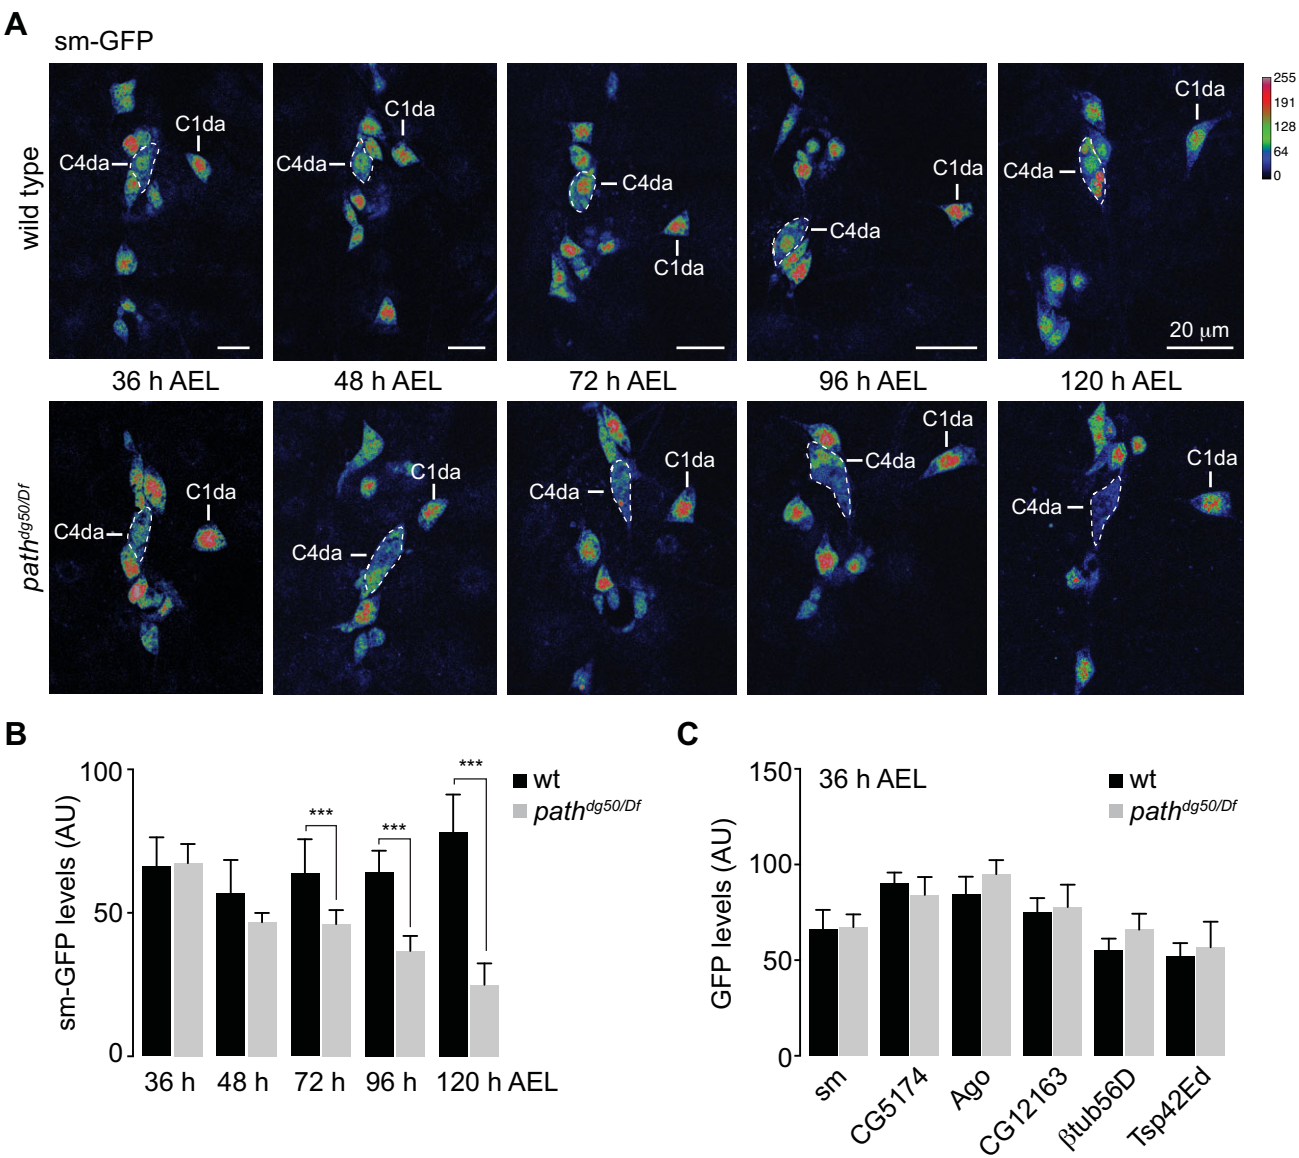 A
sm-GFP
wild type
C4da
C1da
C4da
C1da
C4da
C1da
C1da
C4da
C4da
C1da
20 µm
255
191
128
64
0
36 h AEL
48 h AEL
72 h AEL
96 h AEL
120 h AEL
path^dg50/Df
C4da
C1da
C4da
C1da
C4da
C1da
C1da
C4da
C4da
C1da
B
sm-GFP levels (AU)
100
50
0
***
***
***
wt
path^dg50/Df
36 h
48 h
72 h
96 h
120 h AEL
C
GFP levels (AU)
150
100
50
0
36 h AEL
wt
path^dg50/Df
sm
CG5174
Ago
CG12163
βtub56D
Tsp42Ed